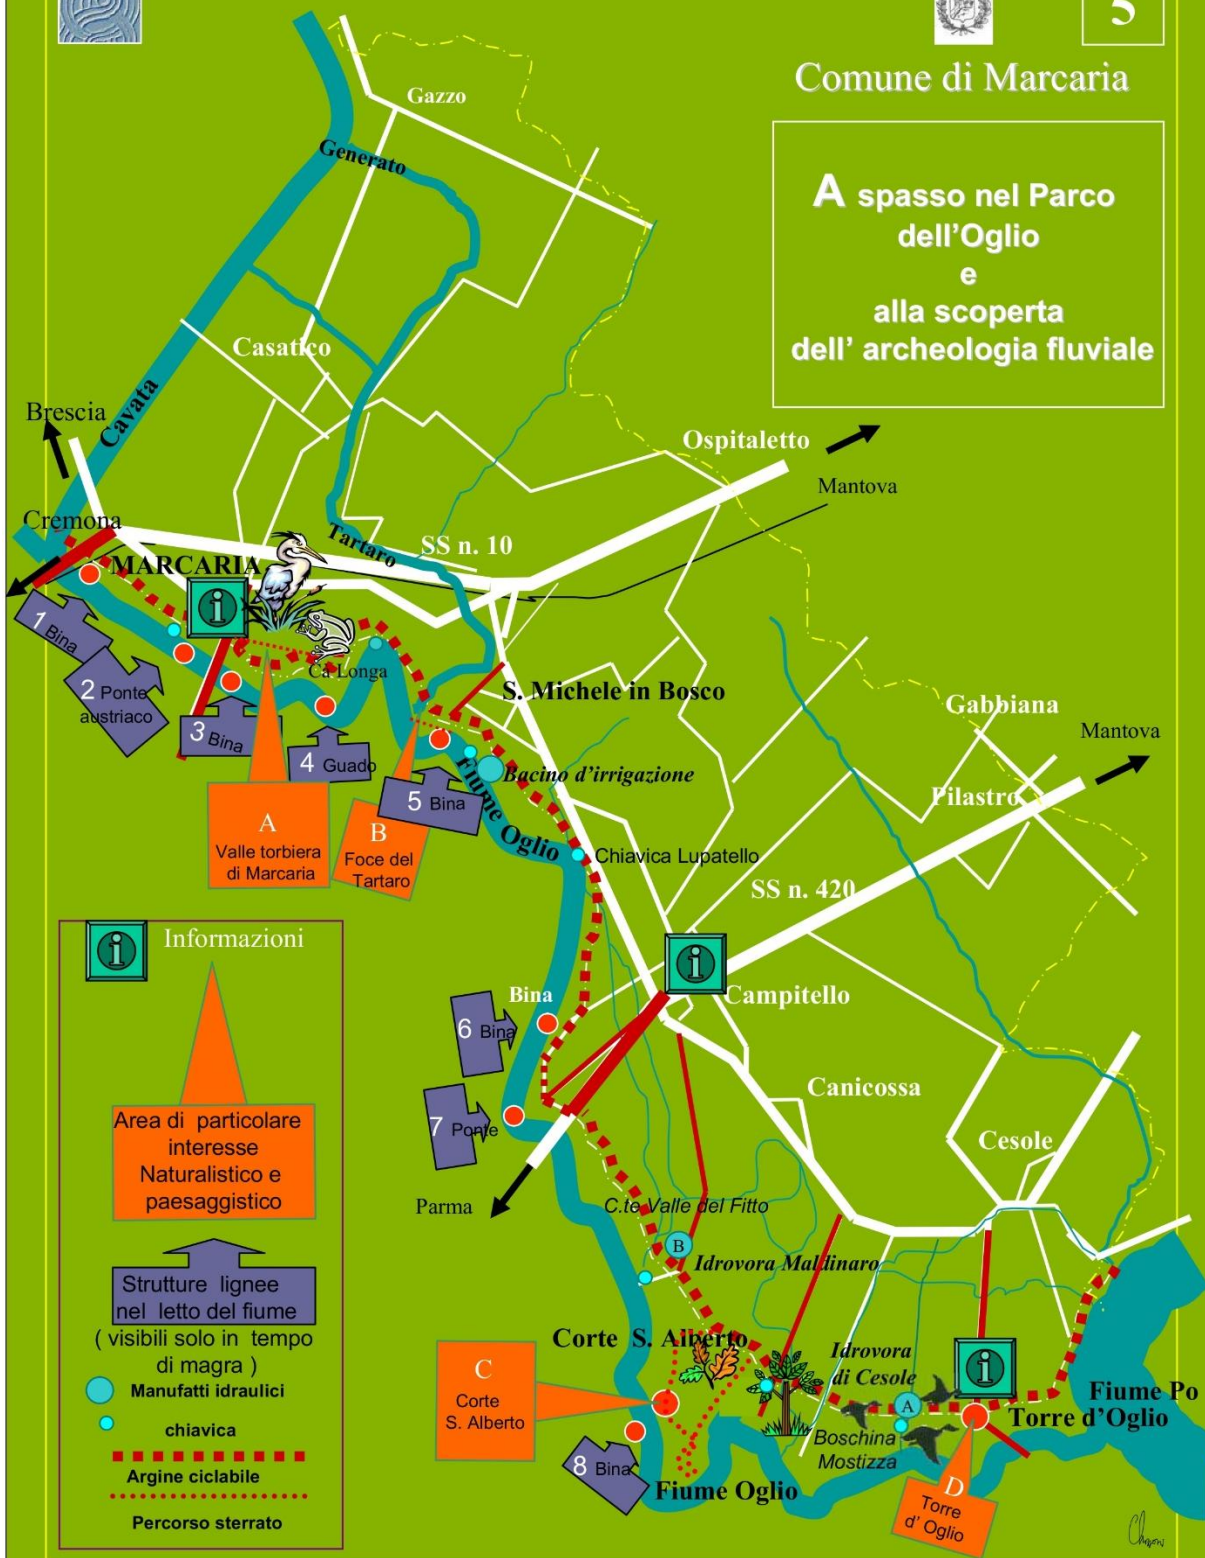 5
Comune di Marcaria
A spasso nel Parco
dell'Oglio
e
alla scoperta
dell' archeologia fluviale
Gazzo
Generato
Casatico
Cavata
Brescia
Ospitaletto
Mantova
Cremona
Tartaro
SS n. 10
MARCARIA
i
1 Bina
2 Ponte
austriaco
3 Bina
Cà Longa
4 Guado
S. Michele in Bosco
Gabbiana
Mantova
Bacino d'irrigazione
Pilastro
5 Bina
Fiume Oglio
A
Valle torbiera
di Marcaria
B
Foce del
Tartaro
Chiavica Lupatello
SS n. 420
i
Campitello
Bina
6 Bina
7 Ponte
Canicossa
Cesole
Parma
C.te Valle del Fitto
B
Idrovora Maldinaro
Corte S. Alberto
C
Corte
S. Alberto
Idrovora
di Cesole
A
i
Fiume Po
Torre d'Oglio
Boschina
Mostizza
8 Bina
Fiume Oglio
D
Torre
d' Oglio
i
Informazioni
Area di particolare
interesse
Naturalistico e
paesaggistico
Strutture lignee
nel letto del fiume
( visibili solo in tempo
di magra )
Manufatti idraulici
chiavica
Argine ciclabile
Percorso sterrato